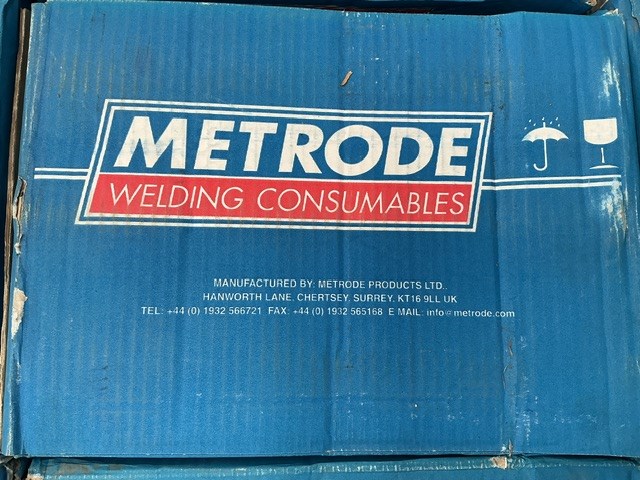 METRODE
WELDING CONSUMABLES
MANUFACTURED BY: METRODE PRODUCTS LTD.,
HANWORTH LANE, CHERTSEY, SURREY, KT16 9LL UK
TEL: +44 (0) 1932 566721 FAX: +44 (0) 1932 565168 E MAIL: info@metrode.com